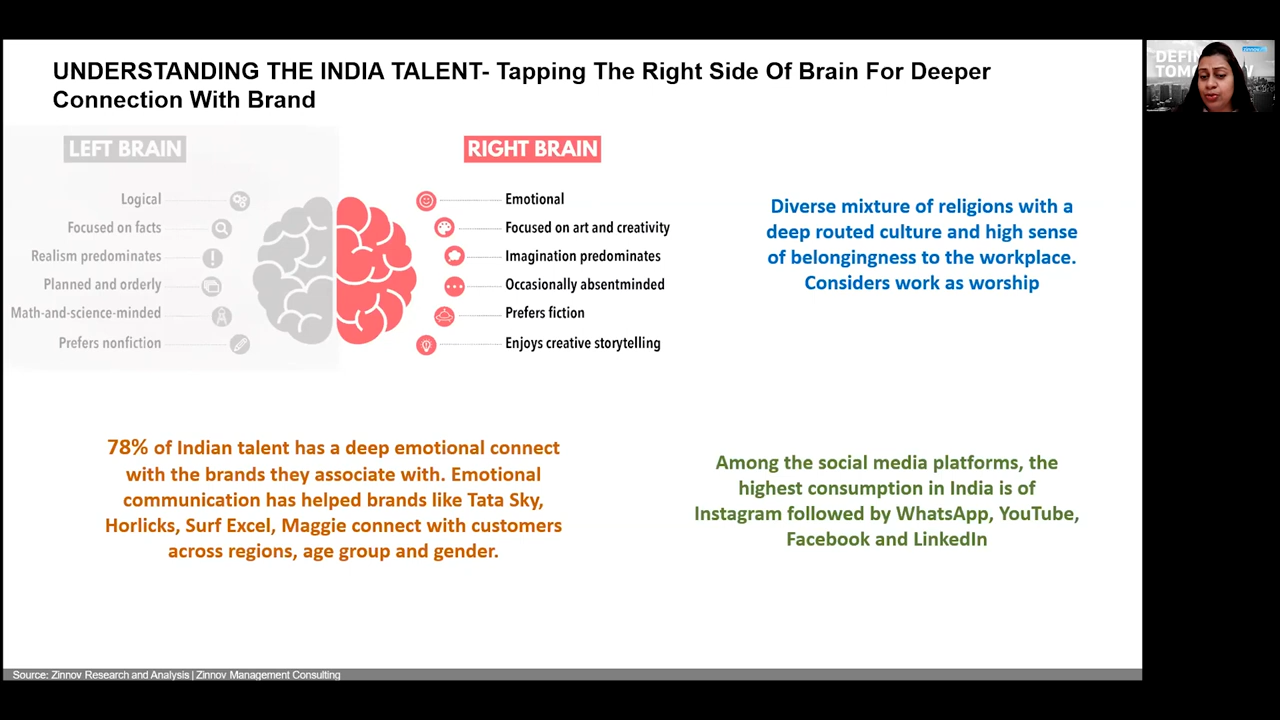 UNDERSTANDING THE INDIA TALENT- Tapping The Right Side Of Brain For Deeper
Connection With Brand
LEFT BRAIN
Logical
Focused on facts
Realism predominates
Planned and orderly
Math-and-science-minded
Prefers nonfiction
RIGHT BRAIN
Emotional
Focused on art and creativity
Imagination predominates
Occasionally absentminded
Prefers fiction
Enjoys creative storytelling
Diverse mixture of religions with a
deep routed culture and high sense
of belongingness to the workplace.
Considers work as worship
78% of Indian talent has a deep emotional connect
with the brands they associate with. Emotional
communication has helped brands like Tata Sky,
Horlicks, Surf Excel, Maggie connect with customers
across regions, age group and gender.
Among the social media platforms, the
highest consumption in India is of
Instagram followed by WhatsApp, YouTube,
Facebook and LinkedIn
Source: Zinnov Research and Analysis | Zinnov Management Consulting